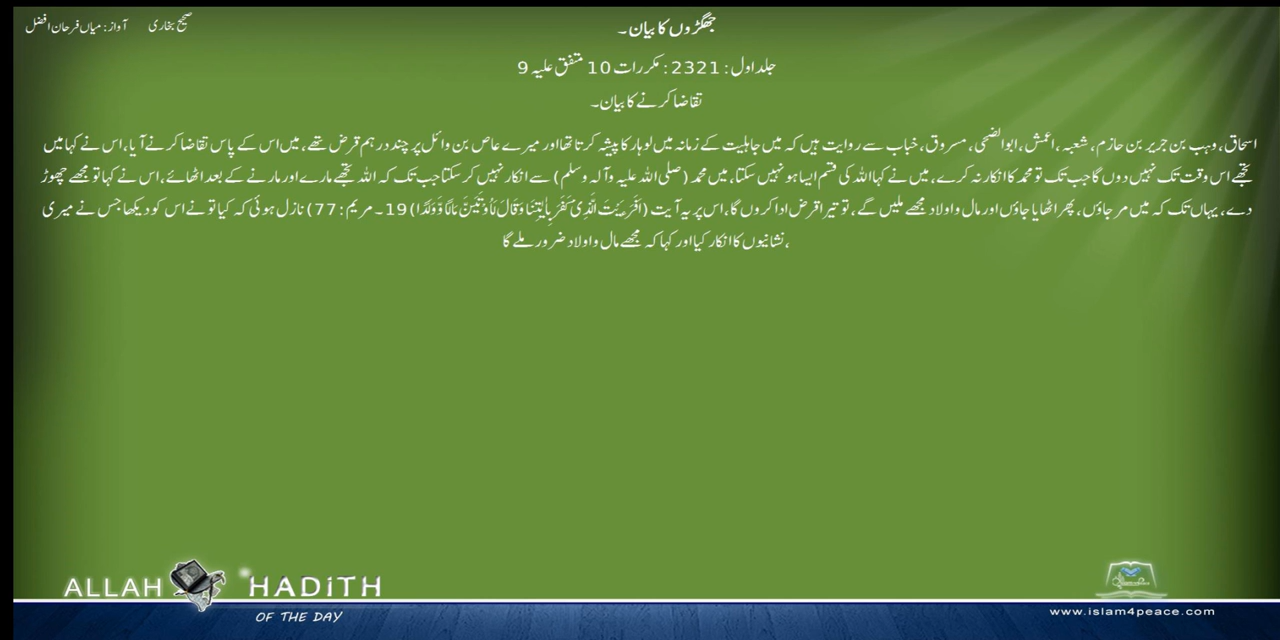 جھگڑوں کا بیان۔
صحیح بخاری
آواز: میاں فرحان افضل
جلد اول : 2321 : مکررات 10 متفق علیہ 9
تقاضا کرنے کا بیان۔
اسحاق، وہب بن جریر بن حازم، شعبہ، اعمش، ابوالضحی، مسروق، خباب سے روایت ہیں کہ میں جاہلیت کے زمانہ میں لوہار کا پیشہ کرتا تھا اور میرے عاص بن وائل پر چند درہم قرض تھے، میں اس کے پاس تقاضا کرنے آیا، اس نے کہا میں
تجھے اس وقت تک نہیں دوں گا جب تک تو محمد کا انکار نہ کرے، میں نے کہا اللہ کی قسم ایسا ہو نہیں سکتا، میں محمد (صلی اللہ علیہ وآلہ وسلم) سے انکار نہیں کر سکتا جب تک کہ اللہ تجھے مارے اور مارنے کے بعد اٹھائے، اس نے کہا تو مجھے چھوڑ
دے، یہاں تک کہ میں مر جاؤں، پھر اٹھایا جاؤں اور مال و اولاد مجھے ملیں گے، تو تیرا قرض ادا کروں گا، اس پر یہ آیت (اَفَرَءَيْتَ الَّذِيْ كَفَرَ بِاٰيٰتِنَا وَقَالَ لَاُوْتَيَنَّ مَالًا وَّوَلَدًا) 19۔ مریم : 77) نازل ہوئی کہ کیا تو نے اس کو دیکھا جس نے میری
نشانیوں کا انکار کیا اور کہا کہ مجھے مال و اولاد ضرور ملے گا،
ALLAH HADITH
OF THE DAY
www.islam4peace.com